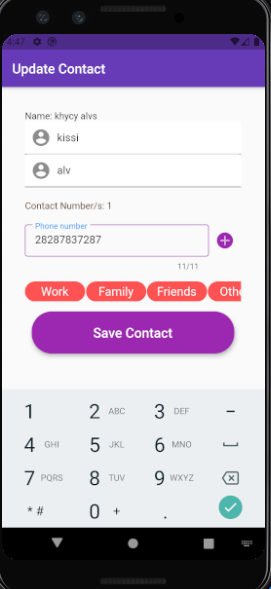 4:47
Update Contact
Name: khycy alvs
kissi
alv
Contact Number/s: 1
Phone number
28287837287
11/11
Work Family Friends Othe
Save Contact
1 2 ABC 3 DEF -
4 GHI 5 JKL 6 MNO
7 PQRS 8 TUV 9 WXYZ
* # 0 + .